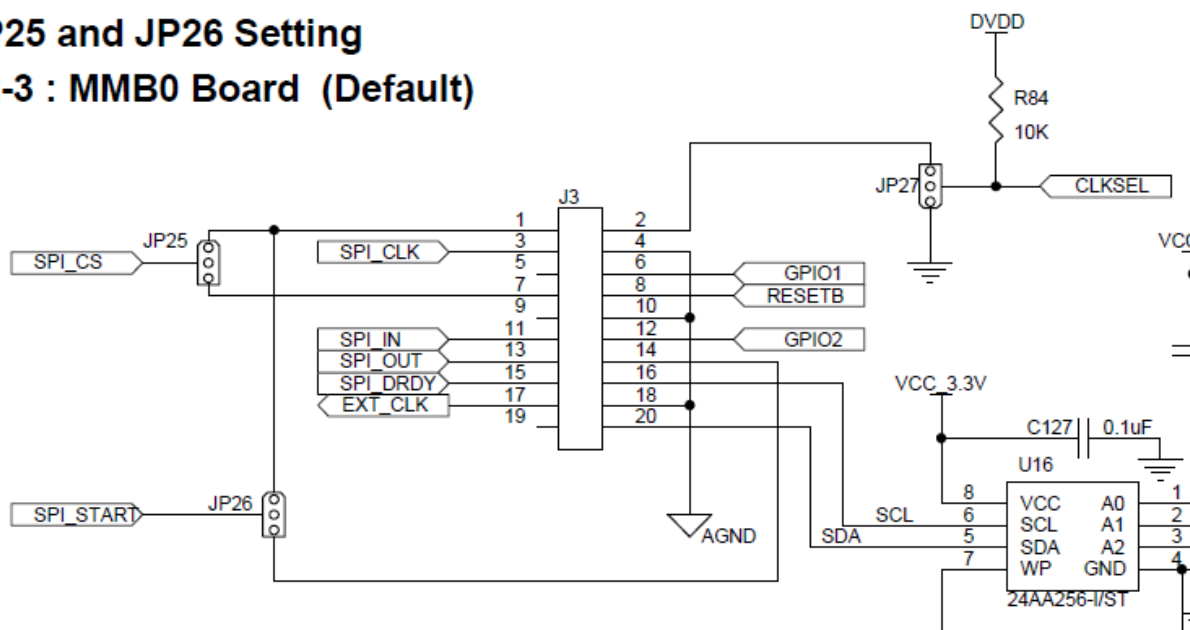 P25 and JP26 Setting
-3 : MMB0 Board (Default)
DVDD
R84
10K
JP27
CLKSEL
J3
JP25
SPI_CS
SPI_CLK
1
3
5
7
9
11
13
15
17
19
2
4
6
8
10
12
14
16
18
20
GPIO1
RESETB
GPIO2
SPI_IN
SPI_OUT
SPI_DRDY
EXT_CLK
VCC
VCC_3.3V
C127
0.1uF
U16
JP26
SPI_START
AGND
SCL
SDA
8
6
5
7
VCC
SCL
SDA
WP
A0
A1
A2
GND
1
2
3
4
24AA256-I/ST